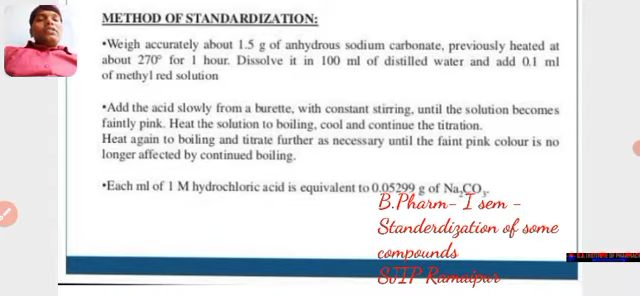 METHOD OF STANDARDIZATION:
•Weigh accurately about 1.5 g of anhydrous sodium carbonate, previously heated at
about 270° for 1 hour. Dissolve it in 100 ml of distilled water and add 0.1 ml
of methyl red solution
•Add the acid slowly from a burette, with constant stirring, until the solution becomes
faintly pink. Heat the solution to boiling, cool and continue the titration.
Heat again to boiling and titrate further as necessary until the faint pink colour is no
longer affected by continued boiling.
•Each ml of 1 M hydrochloric acid is equivalent to 0.05299 g of Na₂CO₃.
B.Pharm- I sem -
Standerdization of some
compounds
SJIP Ramaipur
INSTITUTE OF PHARMACY